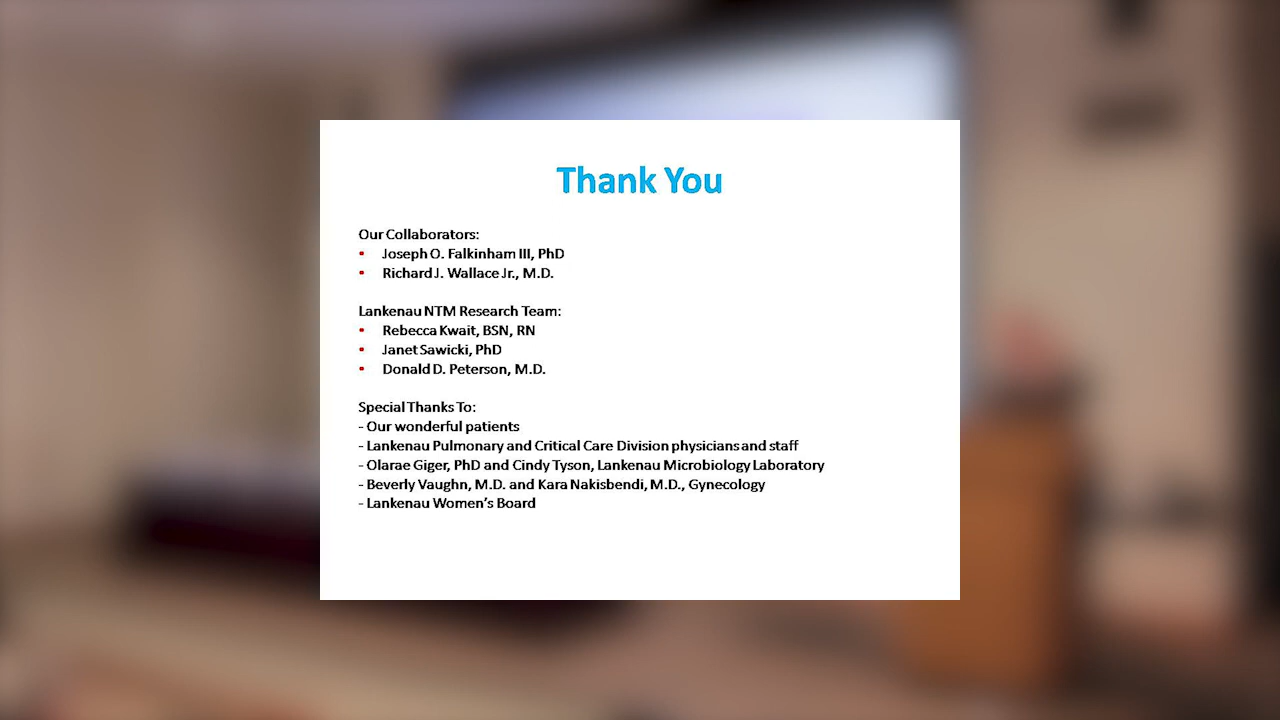 Thank You
Our Collaborators:
• Joseph O. Falkinham III, PhD
• Richard J. Wallace Jr., M.D.
Lankenau NTM Research Team:
• Rebecca Kwait, BSN, RN
• Janet Sawicki, PhD
• Donald D. Peterson, M.D.
Special Thanks To:
- Our wonderful patients
- Lankenau Pulmonary and Critical Care Division physicians and staff
- Olarae Giger, PhD and Cindy Tyson, Lankenau Microbiology Laboratory
- Beverly Vaughn, M.D. and Kara Nakisbendi, M.D., Gynecology
- Lankenau Women’s Board